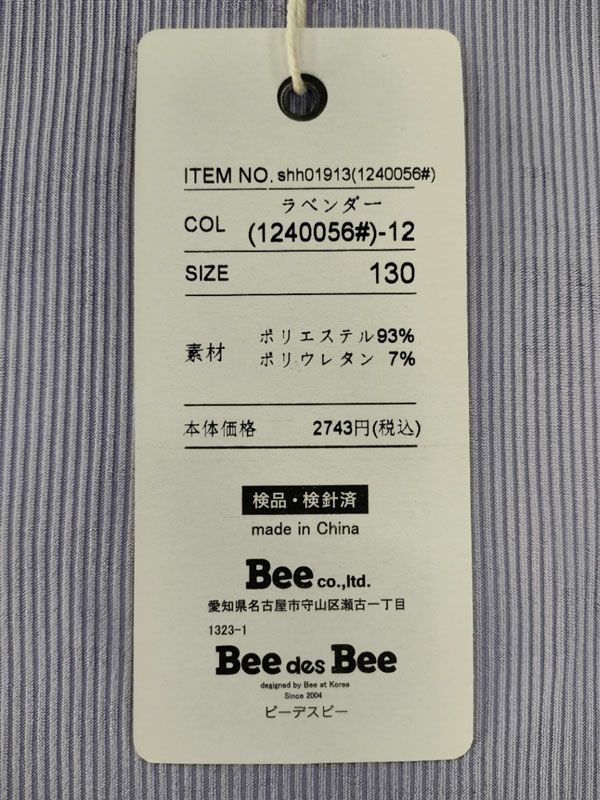 ITEM NO. shh01913(1240056#)
ラベンダー
COL (1240056#)-12
SIZE 130
素材 ポリエステル93%
ポリウレタン 7%
本体価格 2743円(税込)
検品・検針済
made in China
Bee co.,ltd.
愛知県名古屋市守山区瀬古一丁目
1323-1
Bee des Bee
designed by Bee at Korea
Since 2004
ビーデスビー